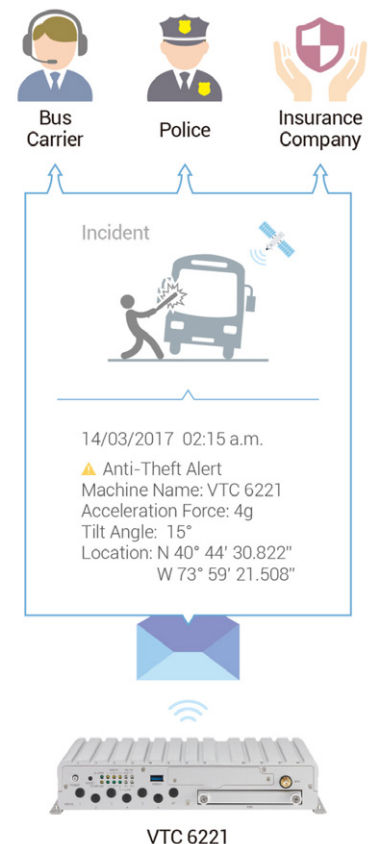 Bus
Carrier
Police
Insurance
Company
Incident
14/03/2017 02:15 a.m.
Anti-Theft Alert
Machine Name: VTC 6221
Acceleration Force: 4g
Tilt Angle: 15°
Location: N 40° 44' 30.822"
W 73° 59' 21.508"
VTC 6221